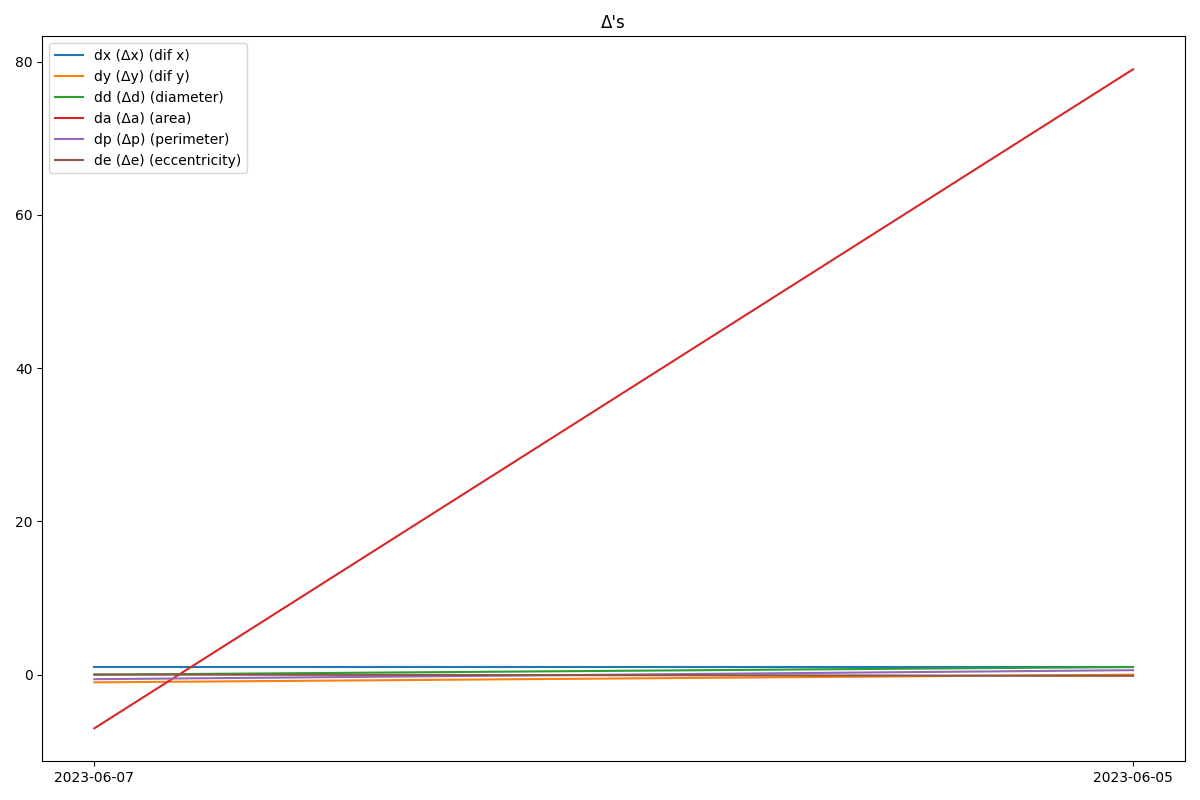 Δ's
dx (Δx) (dif x)
dy (Δy) (dif y)
dd (Δd) (diameter)
da (Δa) (area)
dp (Δp) (perimeter)
de (Δe) (eccentricity)
80
60
40
20
0
2023-06-07
2023-06-05